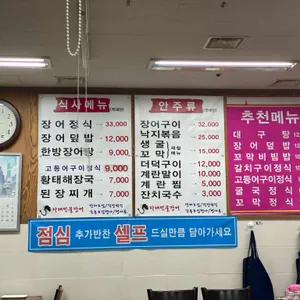 식사메뉴
장어정식 33,000
장어덮밥 12,000
한방장어탕 9,000
고등어구이정식 9,000
황태해장국 7,000
된장찌개 7,000
안주류
장어구이 32,000
낙지볶음 25,000
생굴
꼬막 15,000
더덕구이 12,000
계란말이 10,000
계란찜 5,000
잔치국수 3,000
추천메뉴
대구탕
장어덮밥
꼬막비빔밥
갈치구이정식
고등어구이정식
굴국정식
꼬막정식
점심 추가반찬 셀프 드실만큼 담아가세요